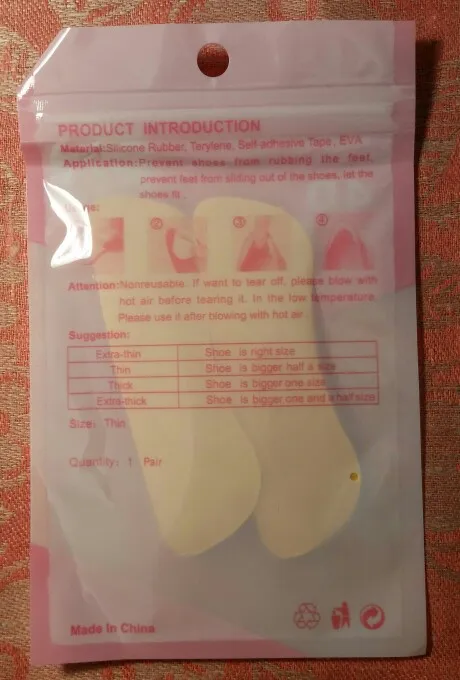 PRODUCT INTRODUCTION
Material:Silicone Rubber, Terylene, Self-adhesive Tape, EVA
Application:Prevent shoes from rubbing the feet,
prevent feet from sliding out of the shoes, let the
shoes fit .
② ③ ④
Attention:Nonreusable. If want to tear off, please blow with
hot air before tearing it. In the low temperature.
Please use it after blowing with hot air
Suggestion:
Extra-thin Shoe is right size
Thin Shoe is bigger half a size
Thick Shoe is bigger one size
Extra-thick Shoe is bigger one and a half size
Size: Thin
Quantity: 1 Pair
Made In China